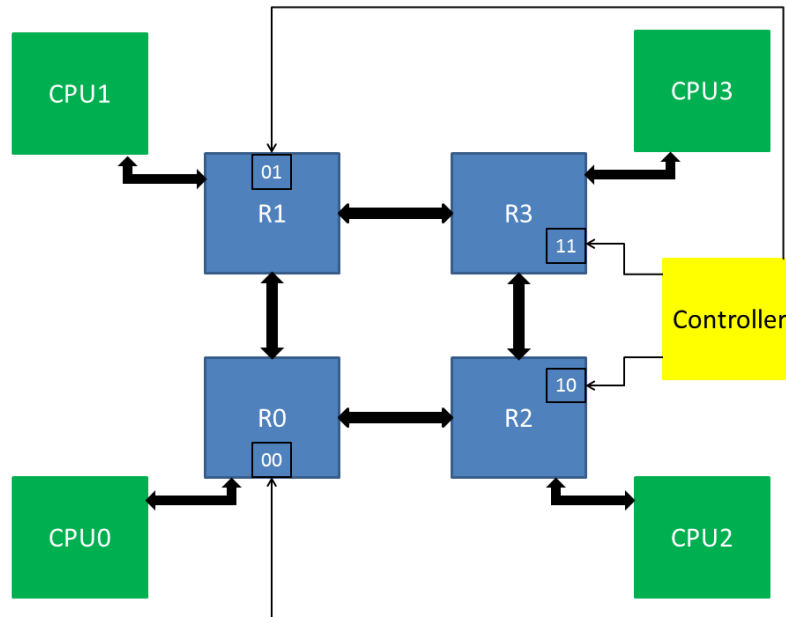 CPU1
CPU3
01
R1
R3
11
Controller
10
R0
R2
00
CPU0
CPU2